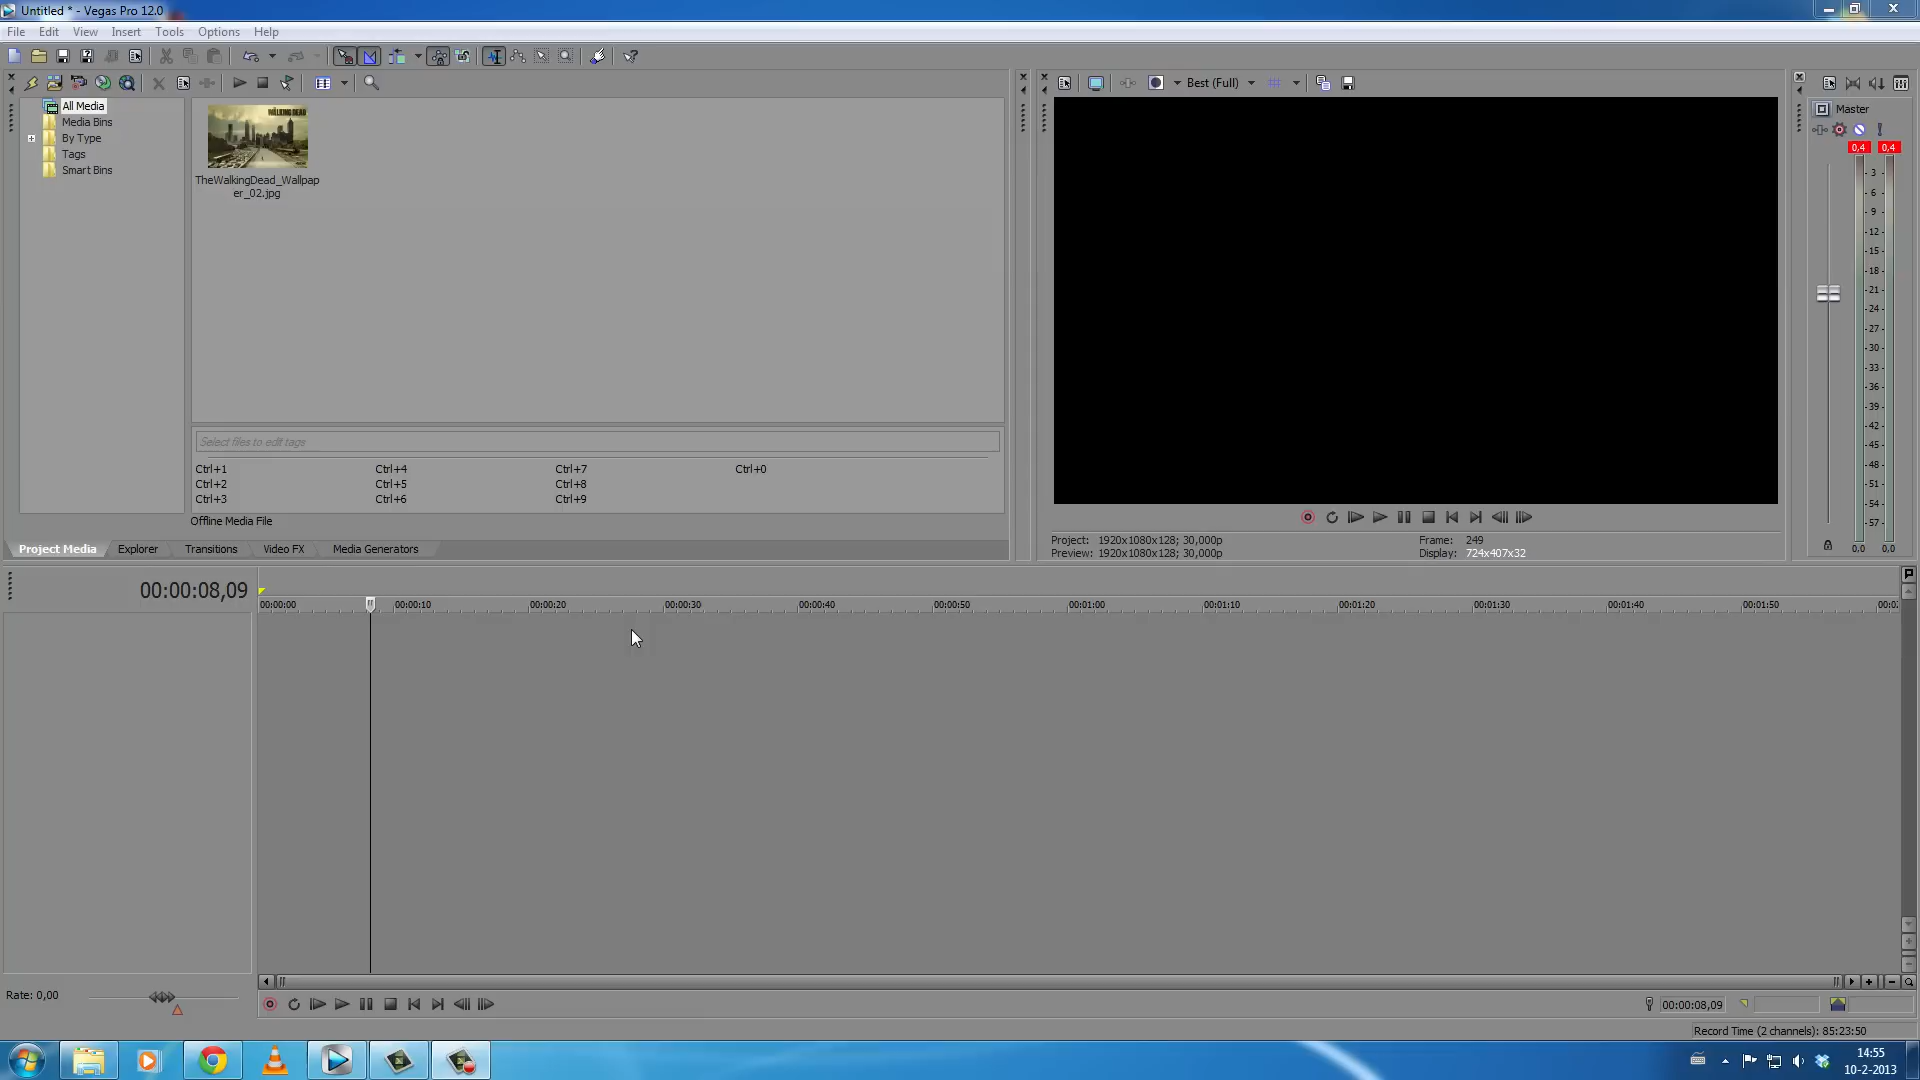 Untitled * - Vegas Pro 12.0
File Edit View Insert Tools Options Help
Best (Full)
All Media
Media Bins
By Type
Tags
Smart Bins
WALKING DEAD
TheWalkingDead_Wallpap
er_02.jpg
Select files to edit tags
Ctrl+1 Ctrl+4 Ctrl+7 Ctrl+0
Ctrl+2 Ctrl+5 Ctrl+8
Ctrl+3 Ctrl+6 Ctrl+9
Offline Media File
Project Media Explorer Transitions Video FX Media Generators
Project: 1920x1080x128; 30,000p Frame: 249
Preview: 1920x1080x128; 30,000p Display: 724x407x32
Master
0,4 0,4
- 3 -
- 6 -
- 9 -
-12-
-15-
-18-
-21-
-24-
-27-
-30-
-33-
-36-
-39-
-42-
-45-
-48-
-51-
-54-
-57-
0,0 0,0
00:00:08,09
00:00:00 00:00:10 00:00:20 00:00:30 00:00:40 00:00:50 00:01:00 00:01:10 00:01:20 00:01:30 00:01:40 00:01:50
Rate: 0,00
00:00:08,09
Record Time (2 channels): 85:23:50
14:55
10-2-2013